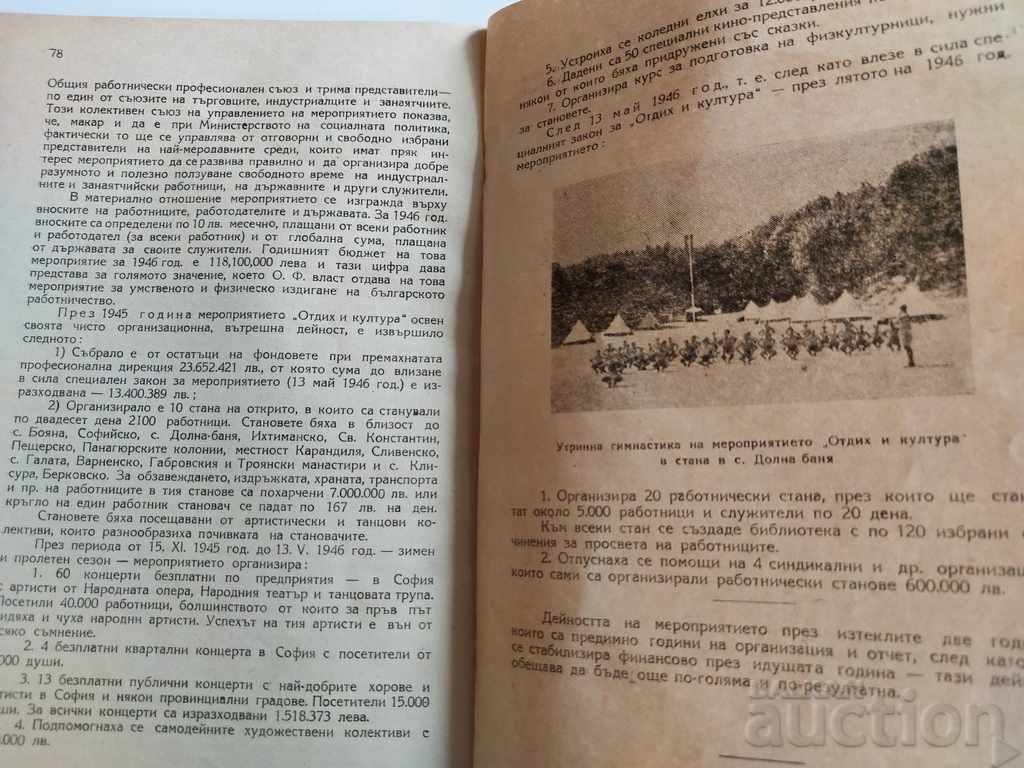 78
Общия работнически професионален съюз и трима представители—
по един от съюзите на търговците, индустриалците и занаятчиите.
Този колективен съюз на управлението на мероприятието показва,
че, макар и да е при Министерството на социалната политика,
фактически то ще се управлява от отговорни и свободно избрани
представители на най-меродавните среди, които имат пряк ин-
терес мероприятието да се развива правилно и да организира добре
разумното и полезно ползуване свободното време на индустриал-
ните и занаятчийски работници, на държавните и други служители.
В материално отношение мероприятието се изгражда върху
вноските на работниците, работодателите и държавата. За 1946 год.
вноските са определени по 10 лв. месечно, плащани от всеки работник
и работодател (за всеки работник) и от глобална сума, плащана
от държавата за своите служители. Годишният бюджет на това
мероприятие за 1946 год. е 118,100,000 лева и тази цифра дава
представа за голямото значение, което О. Ф. власт отдава на това
мероприятие за умственото и физическо издигане на българското
работничество.
През 1945 година мероприятието „Отдих и култура" освен
своята чисто организационна, вътрешна дейност, е извършило
следното:
1) Събрало е от остатъци на фондовете при премахнатата
професионална дирекция 23.652.421 лв., от която сума до влизане
в сила специален закон за мероприятието (13 май 1946 год.) е из-
разходвана — 13.400.389 лв.;
2) Организирало е 10 стана на открито, в които са станували
по двадесет дена 2100 работници. Становете бяха в близост до
с. Бояна, Софийско, с. Долна-баня, Ихтиманско, Св. Константин,
Пещерско, Панагюрските колонии, местност Карандила, Сливенско,
с. Галата, Варненско, Габровския и Троянски манастири и с. Кли-
сура, Берковско. За обзавеждането, издръжката, храната, транспорта
и пр. на работниците в тия станове са похарчени 7.000.000 лв. или
кръгло на един работник становар се падат по 167 лв. на ден.
Становете бяха посещавани от артистически и танцови ко-
лективи, които разнообразиха почивката на становачите.
През периода от 15. XI. 1945 год. до 13. V. 1946 год. — зимен
и пролетен сезон — мероприятието организира:
1. 60 концерти безплатни по предприятия — в София
с артисти от Народната опера, Народния театър и танцовата трупа.
Посетили 40.000 работници, болшинството от които за пръв път
идяха и чуха народни артисти. Успехът на тия артисти е вън от
сяко съмнение.
2. 4 безплатни квартални концерта в София с посетители от
000 души.
3. 13 безплатни публични концерти с най-добрите хорове и
тисти в София и някои провинциални градове. Посетители 15.000
ши. За всички концерти са изразходвани 1.518.373 лева.
4. Подпомогнаха се самодейните художествени колективи с
.000 лв.
5. Устроиха се коледни елхи за 12.
6. Дадени са 50 специални кино-представления
някои от които бяха придружени със сказки.
7. Организира курс за подготовка на физкултурници, нужни
за становете.
След 13 май 1946 год., т. е. след като влезе в сила спе-
циалният закон за „Отдих и култура" — през лятото на 1946 год.
мероприятието:
Утринна гимнастика на мероприятието „Отдих и култура"
в стана в с. Долна баня
1. Организира 20 работнически стана, през които ще стан
тат около 5.000 работници и служители по 20 дена.
Към всеки стан се създаде библиотека с по 120 избрани
чинения за просвета на работниците.
2. Отпуснаха се помощи на 4 синдикални и др. организац
които сами са организирали работнически станове 600.000 лв.
Дейността на мероприятието през изтеклите две годи
които са предимно години на организация и отчет, след като
се стабилизира финансово през идущата година — тази дей
обещава да бъде още по-голяма и по-резултатна.
auction